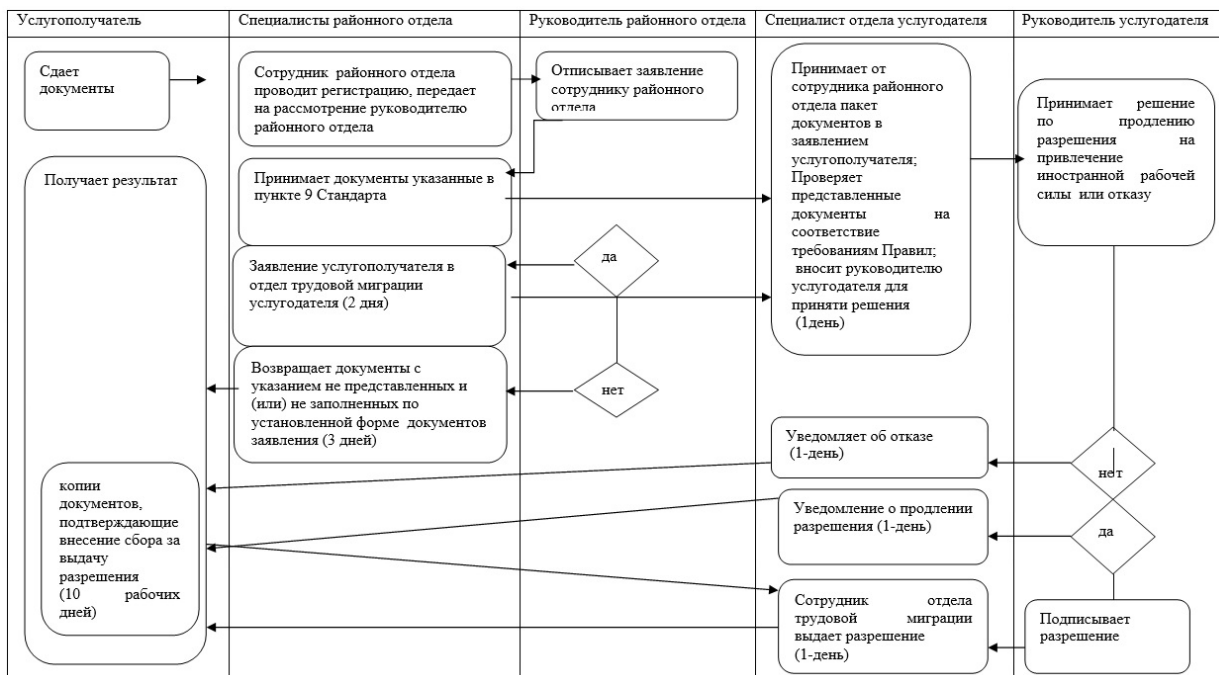 Услугополучатель
Специалисты районного отдела
Руководитель районного отдела
Специалист отдела услугодателя
Руководитель услугодателя
Сдает
документы
Сотрудник районного отдела
проводит регистрацию, передает
на рассмотрение руководителю
районного отдела
Отписывает заявление
сотруднику районного
отдела
Принимает от
сотрудника районного
отдела пакет
документов в
заявлением
услугополучателя;
Проверяет
представленные
документы на
соответствие
требованиям Правил;
вносит руководителю
услугодателя для
приняти решения
(1день)
Принимает решение
по продлению
разрешения на
привлечение
иностранной рабочей
силы или отказу
Получает результат
Принимает документы указанные в
пункте 9 Стандарта
да
Заявление услугополучателя в
отдел трудовой миграции
услугодателя (2 дня)
Возвращает документы с
указанием не представленных и
(или) не заполненных по
установленной форме документов
заявления (3 дней)
нет
Уведомляет об отказе
(1-день)
нет
копии
документов,
подтверждающие
внесение сбора за
выдачу
разрешения
(10 рабочих
дней)
Уведомление о продлении
разрешения (1-день)
да
Сотрудник отдела
трудовой миграции
выдает разрешение
(1-день)
Подписывает
разрешение